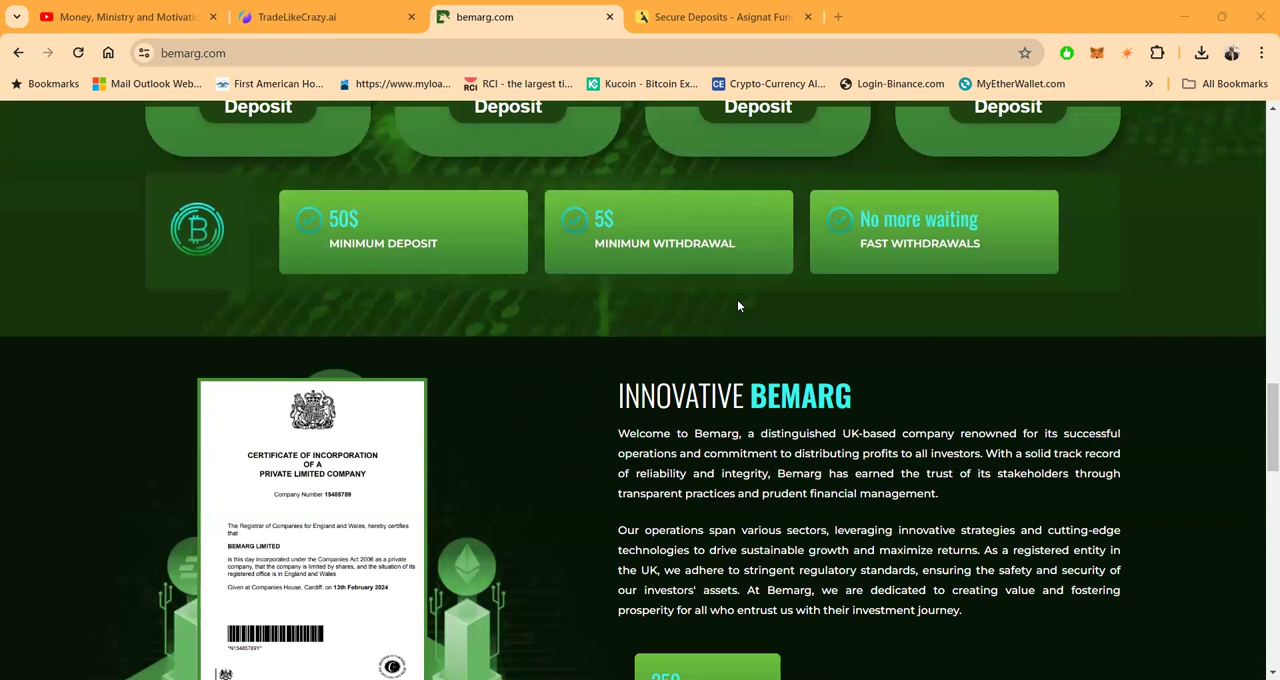 Money, Ministry and Motivatio
TradeLikeCrazy.ai
bemarg.com
Secure Deposits - Asignat Fun
bemarg.com
Bookmarks
Mail Outlook Web...
First American Ho...
https://www.myloa...
RCI - the largest ti...
Kucoin - Bitcoin Ex...
Crypto-Currency Al...
Login-Binance.com
MyEtherWallet.com
»
All Bookmarks
Deposit
Deposit
Deposit
Deposit
50$
MINIMUM DEPOSIT
5$
MINIMUM WITHDRAWAL
No more waiting
FAST WITHDRAWALS
CERTIFICATE OF INCORPORATION
OF A
PRIVATE LIMITED COMPANY
Company Number 15485789
The Registrar of Companies for England and Wales, hereby certifies
that
BEMARG LIMITED
is this day incorporated under the Companies Act 2006 as a private
company, that the company is limited by shares, and the situation of its
registered office is in England and Wales
Given at Companies House, Cardiff, on 13th February 2024
*N15485789Y*
INNOVATIVE BEMARG
Welcome to Bemarg, a distinguished UK-based company renowned for its successful
operations and commitment to distributing profits to all investors. With a solid track record
of reliability and integrity, Bemarg has earned the trust of its stakeholders through
transparent practices and prudent financial management.
Our operations span various sectors, leveraging innovative strategies and cutting-edge
technologies to drive sustainable growth and maximize returns. As a registered entity in
the UK, we adhere to stringent regulatory standards, ensuring the safety and security of
our investors' assets. At Bemarg, we are dedicated to creating value and fostering
prosperity for all who entrust us with their investment journey.